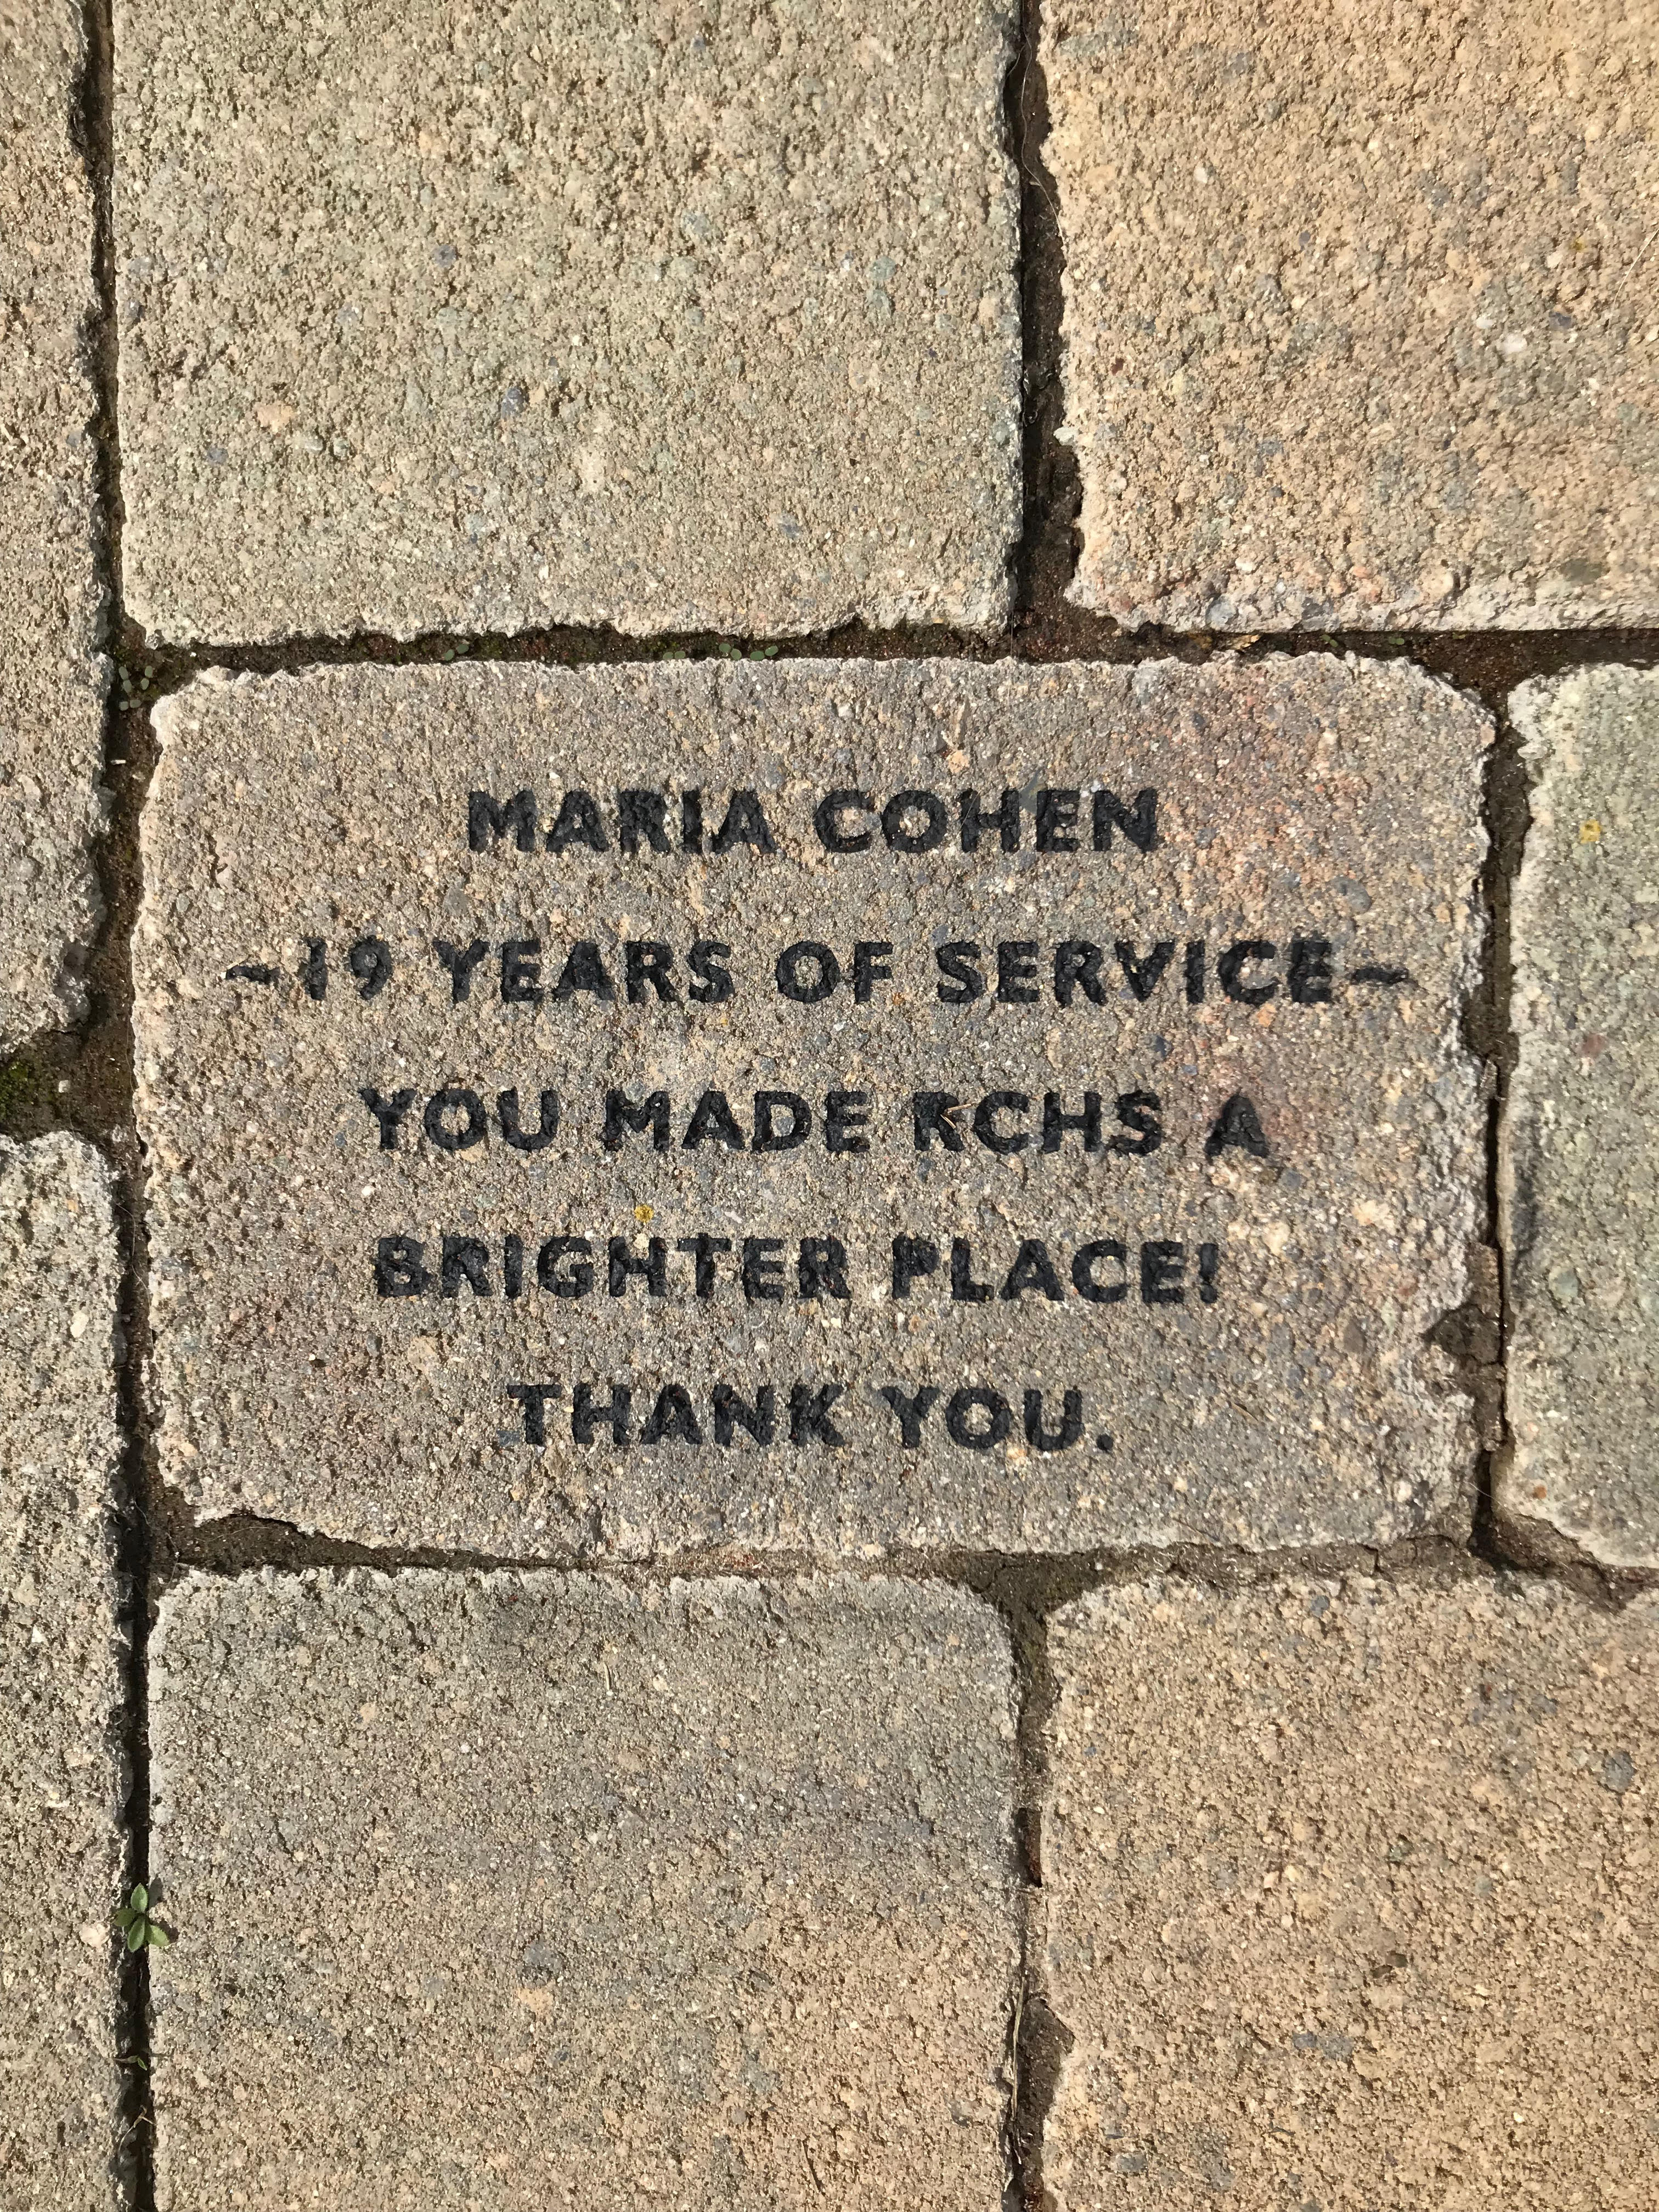 MARIA COHEN
~19 YEARS OF SERVICE~
YOU MADE RCHS A
BRIGHTER PLACE!
THANK YOU.